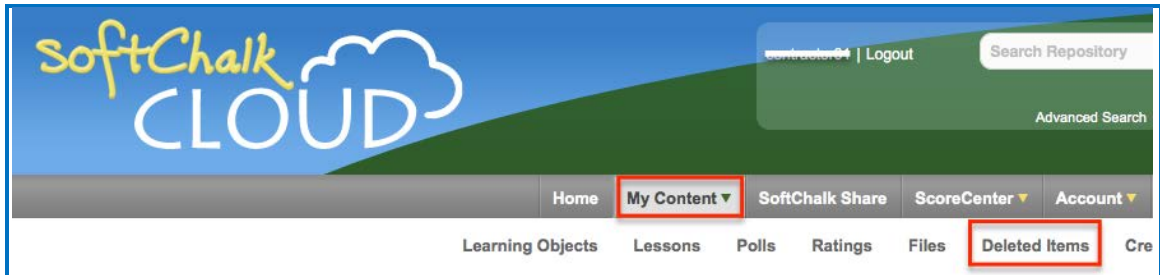 SoftChalk
CLOUD
| Logout
Search Repository
Advanced Search
Home My Content ▼ SoftChalk Share ScoreCenter ▼ Account ▼
Learning Objects Lessons Polls Ratings Files Deleted Items Cre